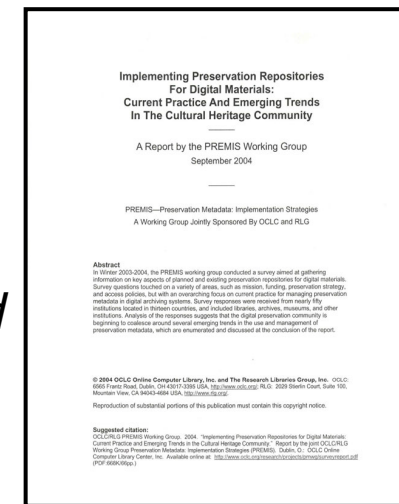 Implementing Preservation Repositories
For Digital Materials:
Current Practice And Emerging Trends
In The Cultural Heritage Community
A Report by the PREMIS Working Group
September 2004
PREMIS—Preservation Metadata: Implementation Strategies
A Working Group Jointly Sponsored By OCLC and RLG
Abstract
In Winter 2003-2004, the PREMIS working group conducted a survey aimed at gathering
information on key aspects of planned and existing preservation repositories for digital materials.
Survey questions touched on a variety of areas, such as mission, funding, preservation strategy,
and access policies, but with an overarching focus on current practice for managing preservation
metadata in digital archiving systems. Survey responses were received from nearly fifty
institutions located in thirteen countries, and included libraries, archives, museums, and other
institutions. Analysis of the responses suggests that the digital preservation community is
beginning to coalesce around several emerging trends in the use and management of
preservation metadata, which are enumerated and discussed at the conclusion of the report.
© 2004 OCLC Online Computer Library, Inc. and The Research Libraries Group, Inc. OCLC:
6565 Frantz Road, Dublin, OH 43017-3395 USA, http://www.oclc.org/; RLG: 2029 Stierlin Court, Suite 100,
Mountain View, CA 94043-4684 USA, http://www.rlg.org/.
Reproduction of substantial portions of this publication must contain this copyright notice.
Suggested citation:
OCLC/RLG PREMIS Working Group. 2004. "Implementing Preservation Repositories for Digital Materials:
Current Practice and Emerging Trends in the Cultural Heritage Community." Report by the joint OCLC/RLG
Working Group Preservation Metadata: Implementation Strategies (PREMIS). Dublin, O.: OCLC Online
Computer Library Center, Inc. Available online at: http://www.oclc.org/research/projects/pmwg/surveyreport.pdf
(PDF:668K/66pp.)